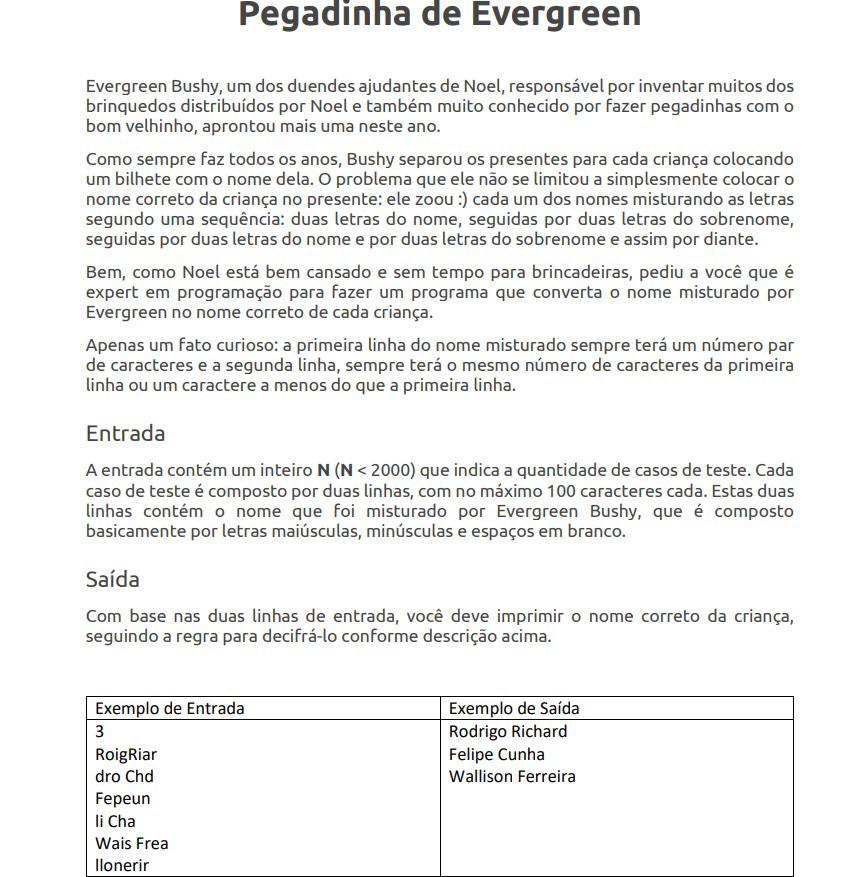 Pegadinha de Evergreen
Evergreen Bushy, um dos duendes ajudantes de Noel, responsável por inventar muitos dos
brinquedos distribuídos por Noel e também muito conhecido por fazer pegadinhas com o
bom velhinho, aprontou mais uma neste ano.
Como sempre faz todos os anos, Bushy separou os presentes para cada criança colocando
um bilhete com o nome dela. O problema que ele não se limitou a simplesmente colocar o
nome correto da criança no presente: ele zoou :) cada um dos nomes misturando as letras
segundo uma sequência: duas letras do nome, seguidas por duas letras do sobrenome,
seguidas por duas letras do nome e por duas letras do sobrenome e assim por diante.
Bem, como Noel está bem cansado e sem tempo para brincadeiras, pediu a você que é
expert em programação para fazer um programa que converta o nome misturado por
Evergreen no nome correto de cada criança.
Apenas um fato curioso: a primeira linha do nome misturado sempre terá um número par
de caracteres e a segunda linha, sempre terá o mesmo número de caracteres da primeira
linha ou um caractere a menos do que a primeira linha.
Entrada
A entrada contém um inteiro N (N < 2000) que indica a quantidade de casos de teste. Cada
caso de teste é composto por duas linhas, com no máximo 100 caracteres cada. Estas duas
linhas contém o nome que foi misturado por Evergreen Bushy, que é composto
basicamente por letras maiúsculas, minúsculas e espaços em branco.
Saída
Com base nas duas linhas de entrada, você deve imprimir o nome correto da criança,
seguindo a regra para decifrá-lo conforme descrição acima.
Exemplo de Entrada
3
RoigRiar
dro Chd
Fepeun
li Cha
Wais Frea
llonerir
Exemplo de Saída
Rodrigo Richard
Felipe Cunha
Wallison Ferreira